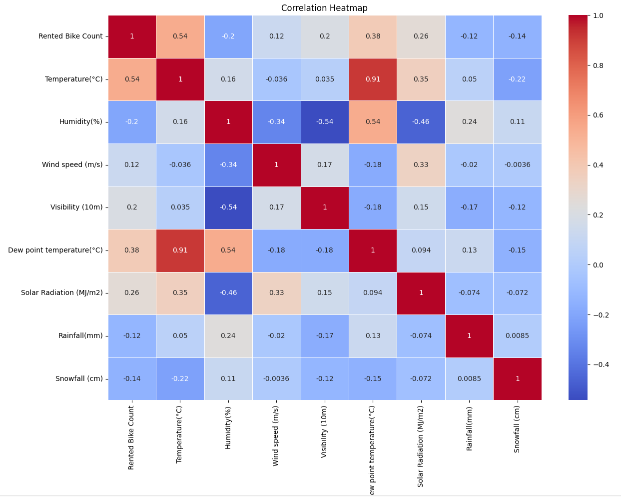 Correlation Heatmap
Rented Bike Count 1 0.54 -0.2 0.12 0.2 0.38 0.26 -0.12 -0.14
Temperature(°C) 0.54 1 0.16 -0.036 0.035 0.91 0.35 0.05 -0.22
Humidity(%) -0.2 0.16 1 -0.34 -0.54 0.54 -0.46 0.24 0.11
Wind speed (m/s) 0.12 -0.036 -0.34 1 0.17 -0.18 0.33 -0.02 -0.0036
Visibility (10m) 0.2 0.035 -0.54 0.17 1 -0.18 0.15 -0.17 -0.12
Dew point temperature(°C) 0.38 0.91 0.54 -0.18 -0.18 1 0.094 0.13 -0.15
Solar Radiation (MJ/m2) 0.26 0.35 -0.46 0.33 0.15 0.094 1 -0.074 -0.072
Rainfall(mm) -0.12 0.05 0.24 -0.02 -0.17 0.13 -0.074 1 0.0085
Snowfall (cm) -0.14 -0.22 0.11 -0.0036 -0.12 -0.15 -0.072 0.0085 1
Rented Bike Count
Temperature(°C)
Humidity(%)
Wind speed (m/s)
Visibility (10m)
ew point temperature(°C)
Solar Radiation (MJ/m2)
Rainfall(mm)
Snowfall (cm)
1.0
0.8
0.6
0.4
0.2
0.0
−0.2
−0.4